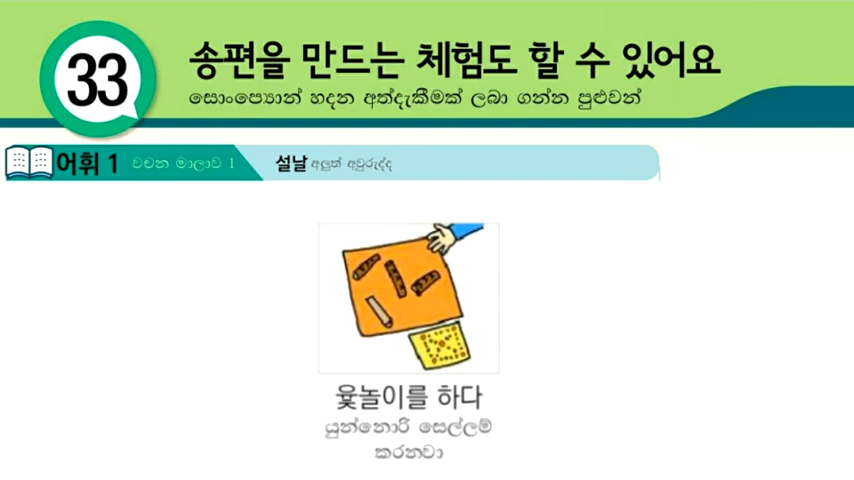 33
송편을 만드는 체험도 할 수 있어요
සොංප්‍යොන් හදන අත්දැකීමක් ලබා ගන්න පුළුවන්
어휘 1 වචන මාලාව 1 설날 අලුත් අවුරුද්ද
윷놀이를 하다
යුන්නොරි සෙල්ලම්
කරනවා